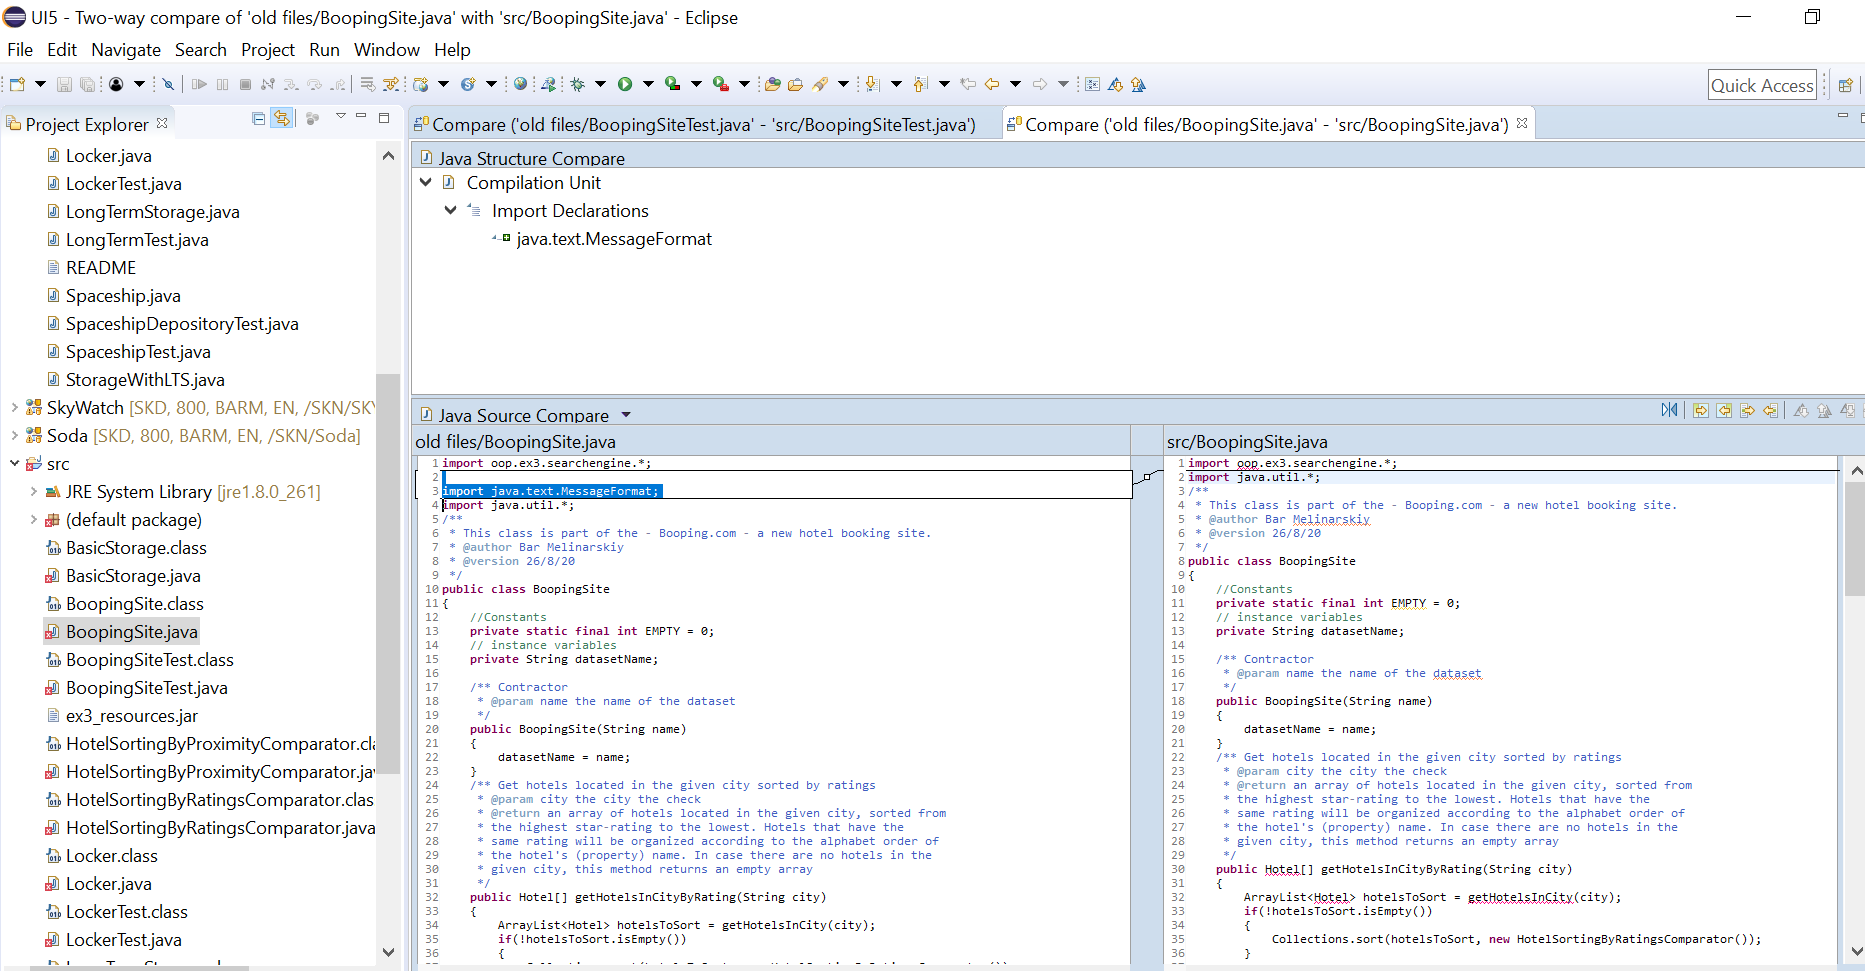 UI5 - Two-way compare of 'old files/BoopingSite.java' with 'src/BoopingSite.java' - Eclipse
File Edit Navigate Search Project Run Window Help
Quick Access
Project Explorer
Locker.java
LockerTest.java
LongTermStorage.java
LongTermTest.java
README
Spaceship.java
SpaceshipDepositoryTest.java
SpaceshipTest.java
StorageWithLTS.java
SkyWatch [SKD, 800, BARM, EN, /SKN/SKY
Soda [SKD, 800, BARM, EN, /SKN/Soda]
src
JRE System Library [jre1.8.0_261]
(default package)
BasicStorage.class
BasicStorage.java
BoopingSite.class
BoopingSite.java
BoopingSiteTest.class
BoopingSiteTest.java
ex3_resources.jar
HotelSortingByProximityComparator.cla
HotelSortingByProximityComparator.jav
HotelSortingByRatingsComparator.clas
HotelSortingByRatingsComparator.java
Locker.class
Locker.java
LockerTest.class
LockerTest.java
Compare ('old files/BoopingSiteTest.java' - 'src/BoopingSiteTest.java')
Compare ('old files/BoopingSite.java' - 'src/BoopingSite.java')
Java Structure Compare
Compilation Unit
Import Declarations
java.text.MessageFormat
Java Source Compare
old files/BoopingSite.java
1 import oop.ex3.searchengine.*;
2
3 import java.text.MessageFormat;
4 import java.util.*;
5 /**
6 * This class is part of the - Booping.com - a new hotel booking site.
7 * @author Bar Melinarskiy
8 * @version 26/8/20
9 */
10 public class BoopingSite
11 {
12 //Constants
13 private static final int EMPTY = 0;
14 // instance variables
15 private String datasetName;
16
17 /** Contractor
18 * @param name the name of the dataset
19 */
20 public BoopingSite(String name)
21 {
22 datasetName = name;
23 }
24 /** Get hotels located in the given city sorted by ratings
25 * @param city the city the check
26 * @return an array of hotels located in the given city, sorted from
27 * the highest star-rating to the lowest. Hotels that have the
28 * same rating will be organized according to the alphabet order of
29 * the hotel's (property) name. In case there are no hotels in the
30 * given city, this method returns an empty array
31 */
32 public Hotel[] getHotelsInCityByRating(String city)
33 {
34 ArrayList<Hotel> hotelsToSort = getHotelsInCity(city);
35 if(!hotelsToSort.isEmpty())
36 {
src/BoopingSite.java
1 import oop.ex3.searchengine.*;
2 import java.util.*;
3 /**
4 * This class is part of the - Booping.com - a new hotel booking site.
5 * @author Bar Melinarskiy
6 * @version 26/8/20
7 */
8 public class BoopingSite
9 {
10 //Constants
11 private static final int EMPTY = 0;
12 // instance variables
13 private String datasetName;
14
15 /** Contractor
16 * @param name the name of the dataset
17 */
18 public BoopingSite(String name)
19 {
20 datasetName = name;
21 }
22 /** Get hotels located in the given city sorted by ratings
23 * @param city the city the check
24 * @return an array of hotels located in the given city, sorted from
25 * the highest star-rating to the lowest. Hotels that have the
26 * same rating will be organized according to the alphabet order of
27 * the hotel's (property) name. In case there are no hotels in the
28 * given city, this method returns an empty array
29 */
30 public Hotel[] getHotelsInCityByRating(String city)
31 {
32 ArrayList<Hotel> hotelsToSort = getHotelsInCity(city);
33 if(!hotelsToSort.isEmpty())
34 {
35 Collections.sort(hotelsToSort, new HotelSortingByRatingsComparator());
36 }